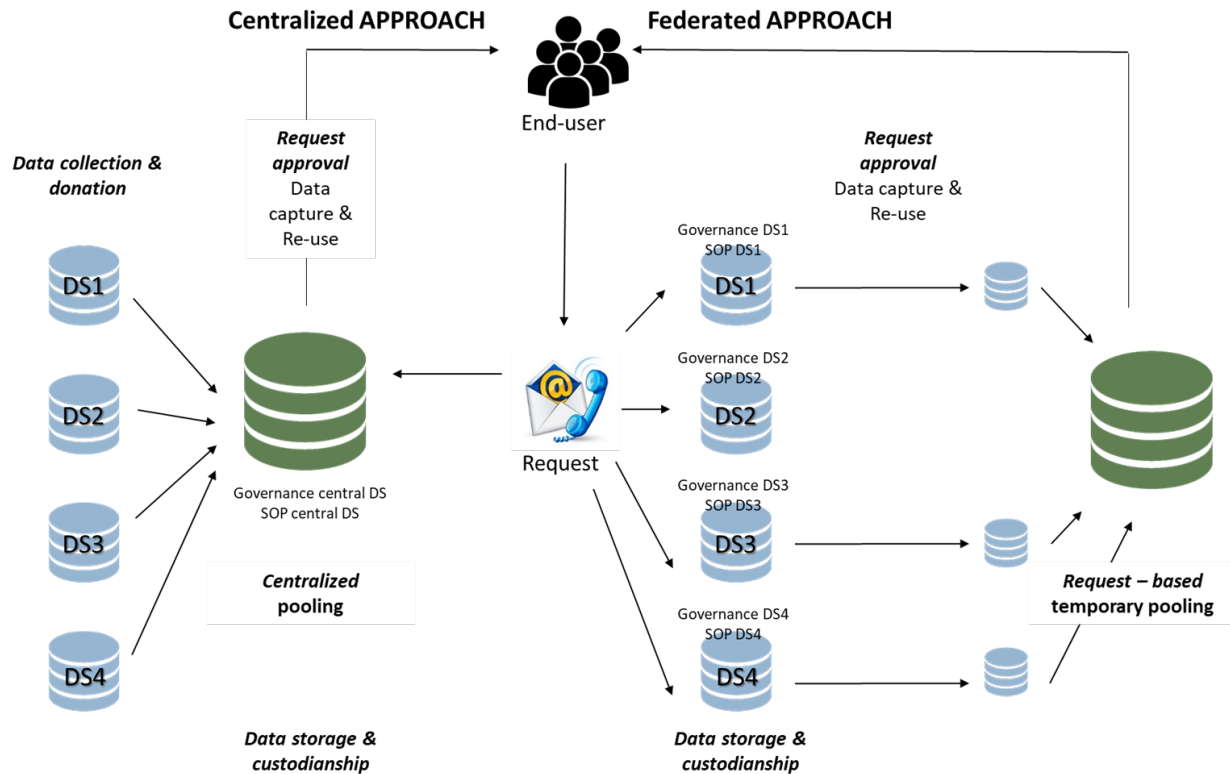 Centralized APPROACH
Federated APPROACH
End-user
Data collection &
donation
Request
approval
Data
capture &
Re-use
Request
approval
Data capture &
Re-use
DS1
DS2
DS3
DS4
Governance central DS
SOP central DS
Centralized
pooling
Data storage &
custodianship
@
Request
Governance DS1
SOP DS1
DS1
Governance DS2
SOP DS2
DS2
Governance DS3
SOP DS3
DS3
Governance DS4
SOP DS4
DS4
Data storage &
custodianship
Request – based
temporary pooling